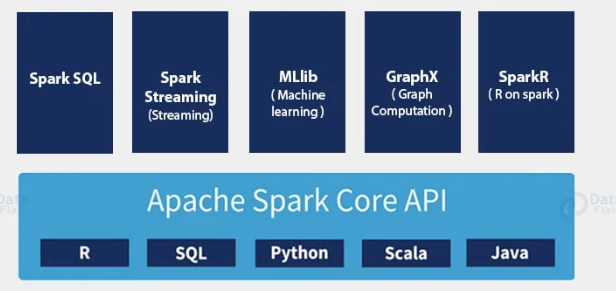 Spark SQL
Spark
Streaming
(Streaming)
MLlib
( Machine
learning )
GraphX
( Graph
Computation )
SparkR
( R on spark )
Apache Spark Core API
R
SQL
Python
Scala
Java
Data